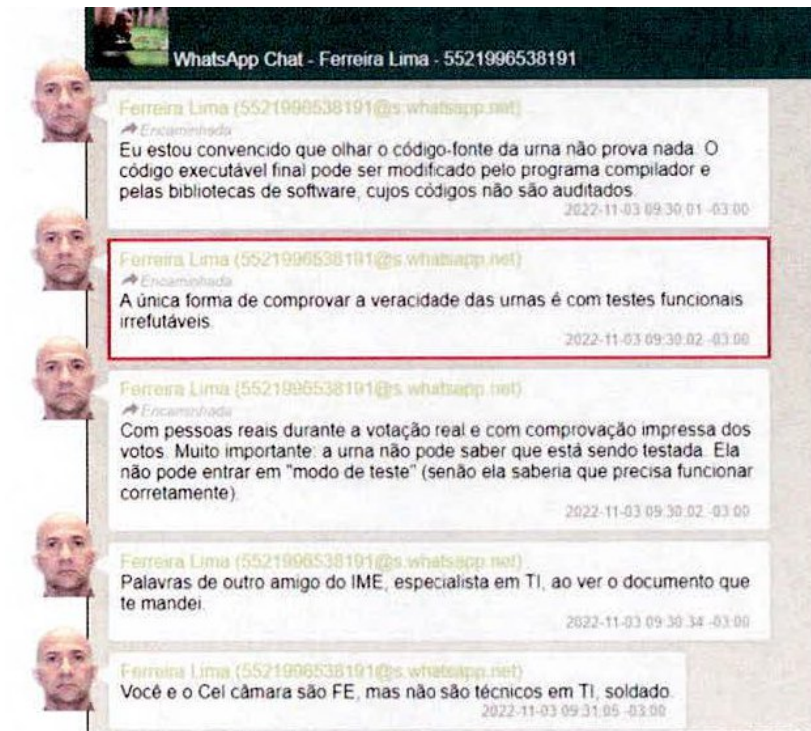 WhatsApp Chat - Ferreira Lima - 5521996538191
Ferreira Lima (5521996538191@s.whatsapp.net)
Encaminhada
Eu estou convencido que olhar o código-fonte da urna não prova nada. O
código executável final pode ser modificado pelo programa compilador e
pelas bibliotecas de software, cujos códigos não são auditados.
2022-11-03 09:30:01 -03:00
Ferreira Lima (5521996538191@s.whatsapp.net)
Encaminhada
A única forma de comprovar a veracidade das urnas é com testes funcionais
irrefutáveis.
2022-11-03 09:30:02 -03:00
Ferreira Lima (5521996538191@s.whatsapp.net)
Encaminhada
Com pessoas reais durante a votação real e com comprovação impressa dos
votos. Muito importante: a urna não pode saber que está sendo testada. Ela
não pode entrar em "modo de teste" (senão ela saberia que precisa funcionar
corretamente).
2022-11-03 09:30:02 -03:00
Ferreira Lima (5521996538191@s.whatsapp.net)
Palavras de outro amigo do IME, especialista em TI, ao ver o documento que
te mandei.
2022-11-03 09:30:34 -03:00
Ferreira Lima (5521996538191@s.whatsapp.net)
Você e o Cel câmara são FE, mas não são técnicos em TI, soldado.
2022-11-03 09:31:05 -03:00